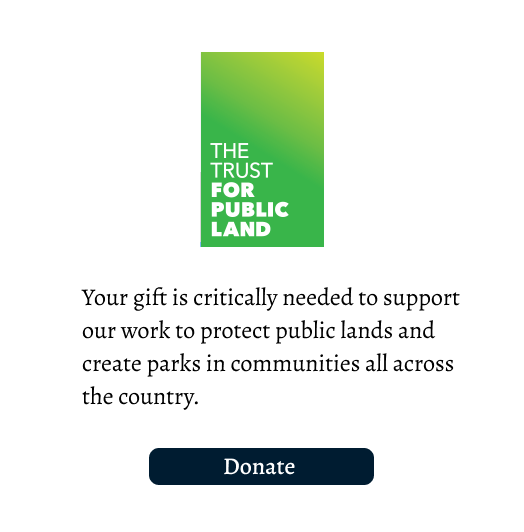 THE
TRUST
FOR
PUBLIC
LAND
Your gift is critically needed to support
our work to protect public lands and
create parks in communities all across
the country.
Donate